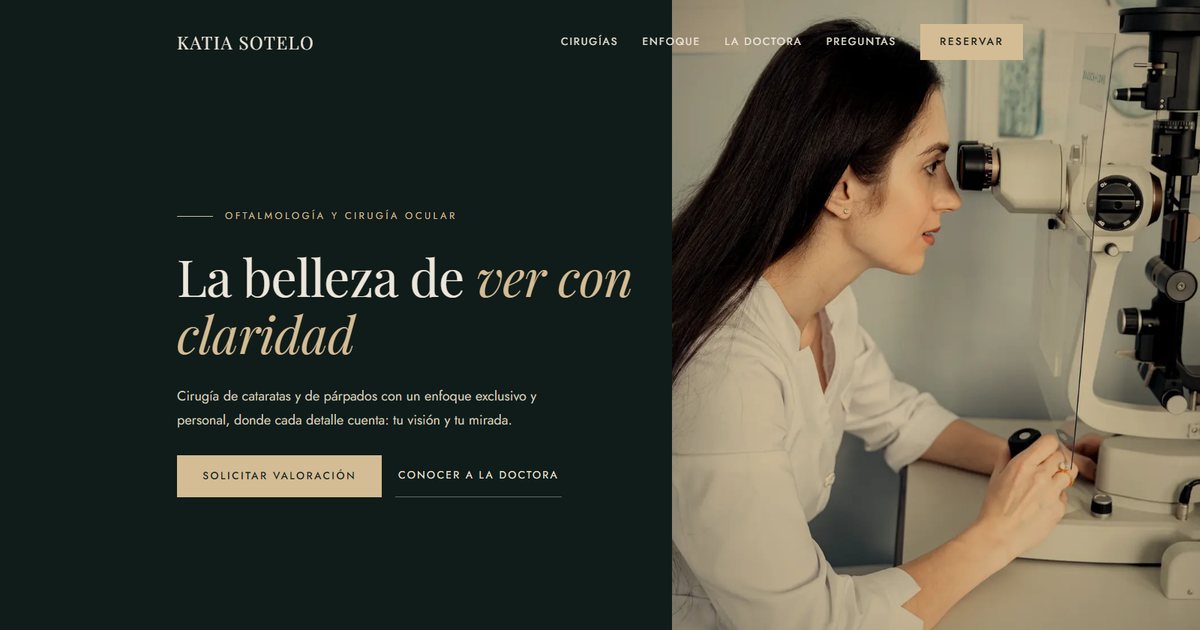 KATIA SOTELO
CIRUGÍAS ENFOQUE LA DOCTORA PREGUNTAS RESERVAR
OFTALMOLOGÍA Y CIRUGÍA OCULAR
La belleza de ver con
claridad
Cirugía de cataratas y de párpados con un enfoque exclusivo y
personal, donde cada detalle cuenta: tu visión y tu mirada.
SOLICITAR VALORACIÓN CONOCER A LA DOCTORA